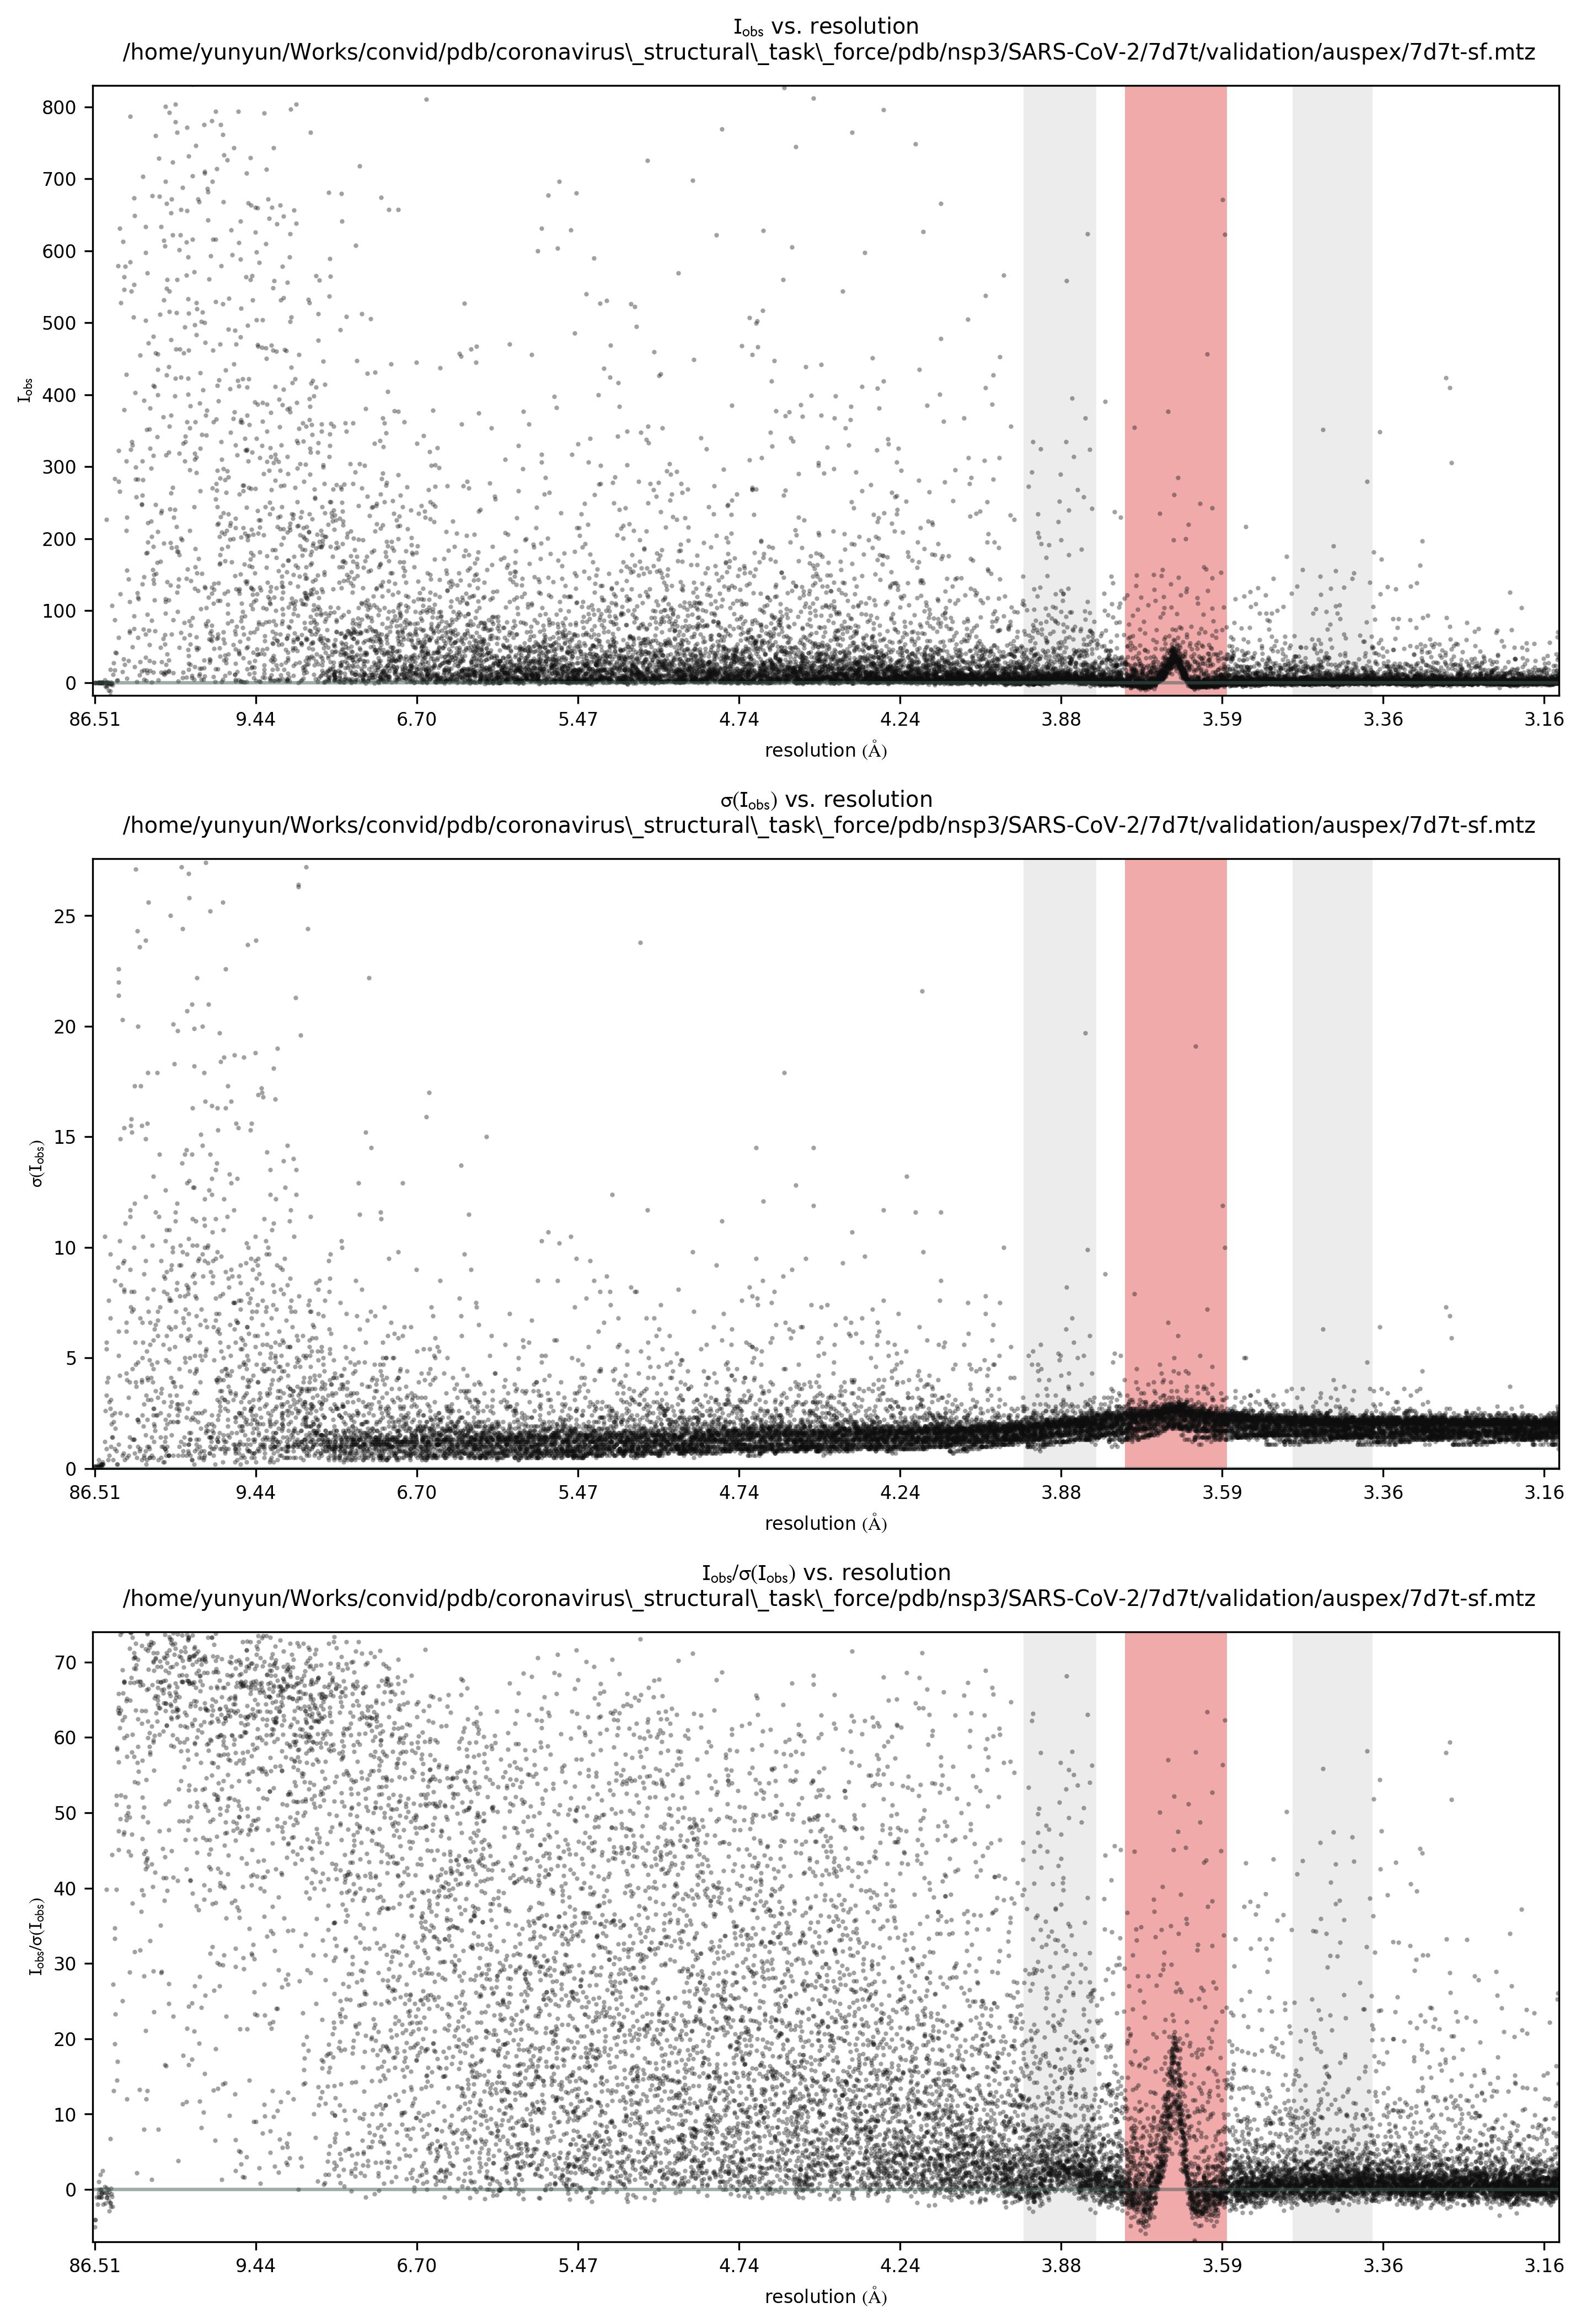 Iobs vs. resolution
/home/yunyun/Works/convid/pdb/coronavirus\_structural\_task\_force/pdb/nsp3/SARS-CoV-2/7d7t/validation/auspex/7d7t-sf.mtz
800
700
600
500
400
300
200
100
0
Iobs
86.51 9.44 6.70 5.47 4.74 4.24 3.88 3.59 3.36 3.16
resolution (Å)
σ(Iobs) vs. resolution
/home/yunyun/Works/convid/pdb/coronavirus\_structural\_task\_force/pdb/nsp3/SARS-CoV-2/7d7t/validation/auspex/7d7t-sf.mtz
25
20
15
10
5
0
σ(Iobs)
86.51 9.44 6.70 5.47 4.74 4.24 3.88 3.59 3.36 3.16
resolution (Å)
Iobs/σ(Iobs) vs. resolution
/home/yunyun/Works/convid/pdb/coronavirus\_structural\_task\_force/pdb/nsp3/SARS-CoV-2/7d7t/validation/auspex/7d7t-sf.mtz
70
60
50
40
30
20
10
0
Iobs/σ(Iobs)
86.51 9.44 6.70 5.47 4.74 4.24 3.88 3.59 3.36 3.16
resolution (Å)